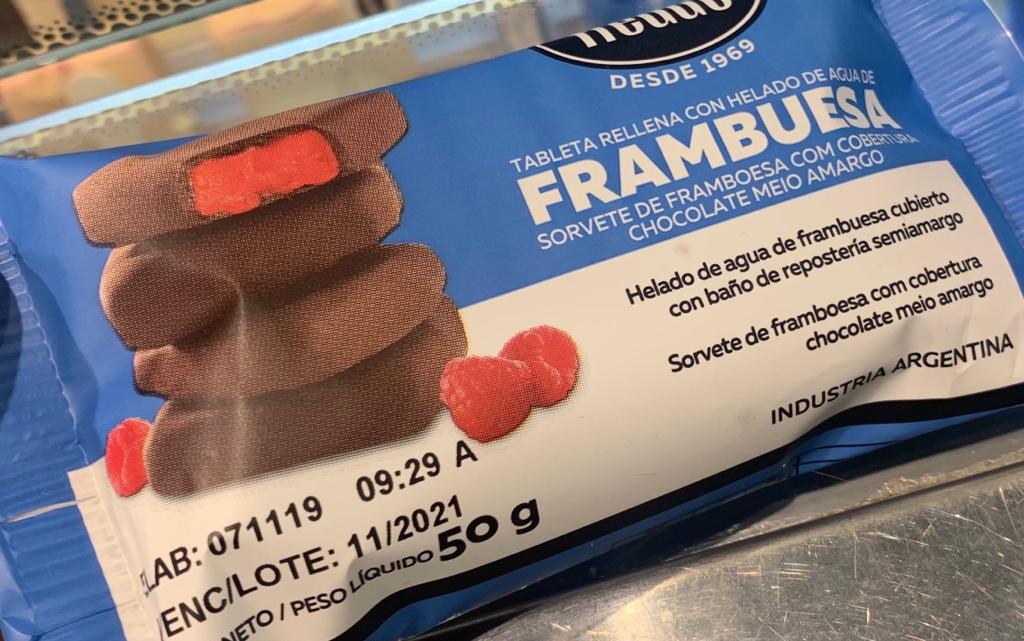 DESDE 1969
TABLETA RELLENA CON HELADO DE AGUA DE
FRAMBUESA
SORVETE DE FRAMBOESA COM COBERTURA
CHOCOLATE MEIO AMARGO
Helado de agua de frambuesa cubierto
con baño de repostería semiamargo
Sorvete de framboesa com cobertura
chocolate meio amargo
INDUSTRIA ARGENTINA
ELAB: 071119 09:29 A
VENC/LOTE: 11/2021
NETO / PESO LÍQUIDO 50 g